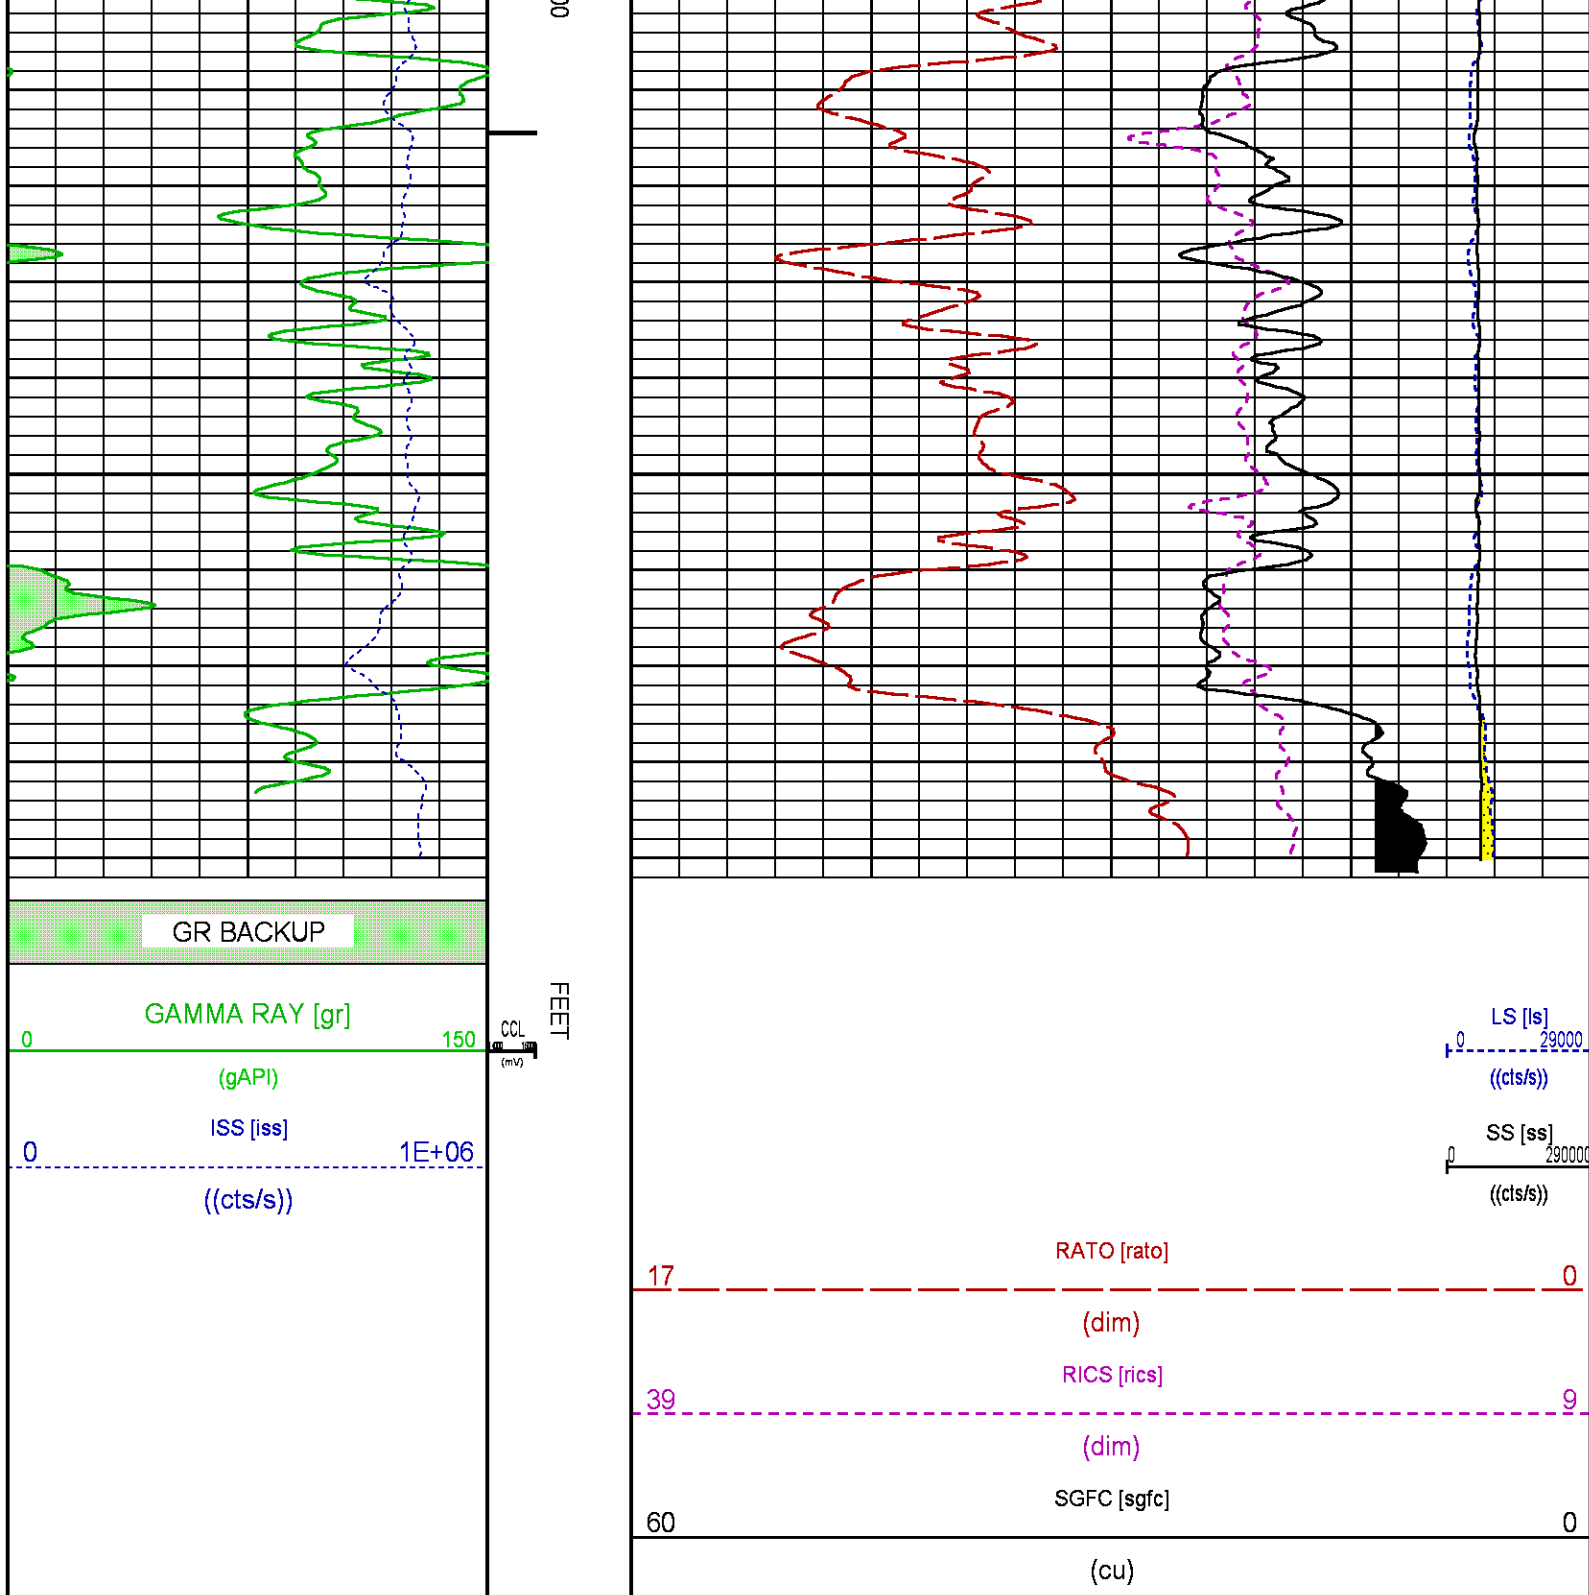 00
GR BACKUP
FEET
GAMMA RAY [gr]
0 150
(gAPI)
CCL
(mV)
ISS [iss]
0 1E+06
((cts/s))
LS [ls]
0 29000
((cts/s))
SS [ss]
0 290000
((cts/s))
RATO [rato]
17 0
(dim)
RICS [rics]
39 9
(dim)
SGFC [sgfc]
60 0
(cu)